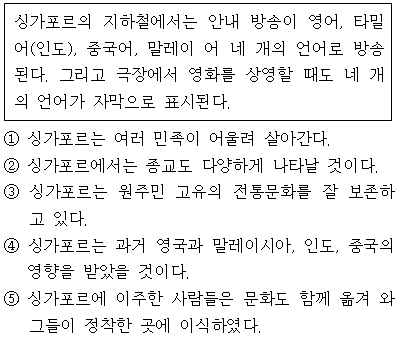 싱가포르의 지하철에서는 안내 방송이 영어, 타밀
어(인도), 중국어, 말레이 어 네 개의 언어로 방송
된다. 그리고 극장에서 영화를 상영할 때도 네 개
의 언어가 자막으로 표시된다.
① 싱가포르는 여러 민족이 어울려 살아간다.
② 싱가포르에서는 종교도 다양하게 나타날 것이다.
③ 싱가포르는 원주민 고유의 전통문화를 잘 보존하
고 있다.
④ 싱가포르는 과거 영국과 말레이시아, 인도, 중국의
영향을 받았을 것이다.
⑤ 싱가포르에 이주한 사람들은 문화도 함께 옮겨 와
그들이 정착한 곳에 이식하였다.